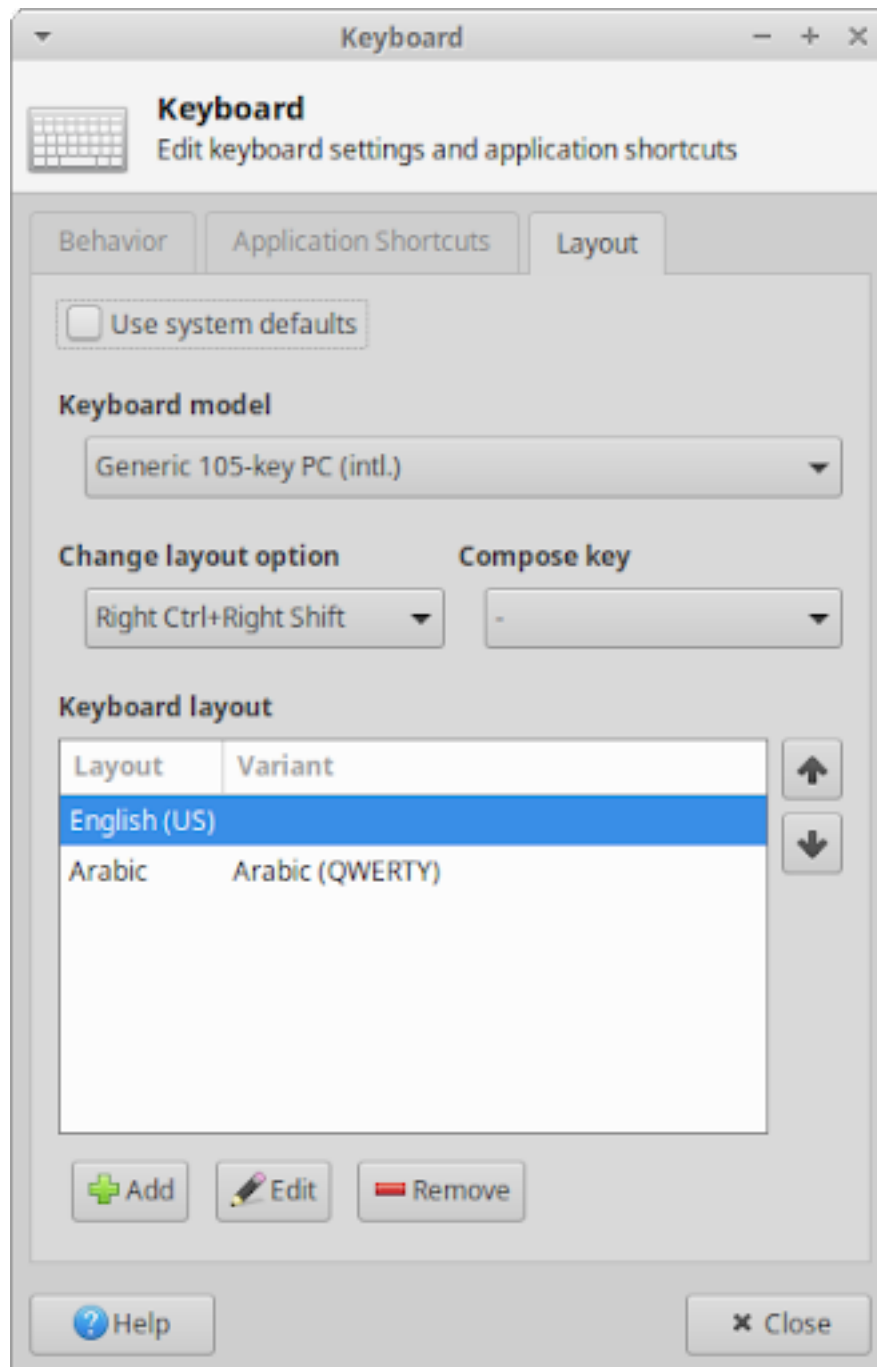 Keyboard
Keyboard
Edit keyboard settings and application shortcuts
Behavior Application Shortcuts Layout
Use system defaults
Keyboard model
Generic 105-key PC (intl.)
Change layout option Compose key
Right Ctrl+Right Shift -
Keyboard layout
Layout Variant
English (US)
Arabic Arabic (QWERTY)
Add Edit Remove
Help Close